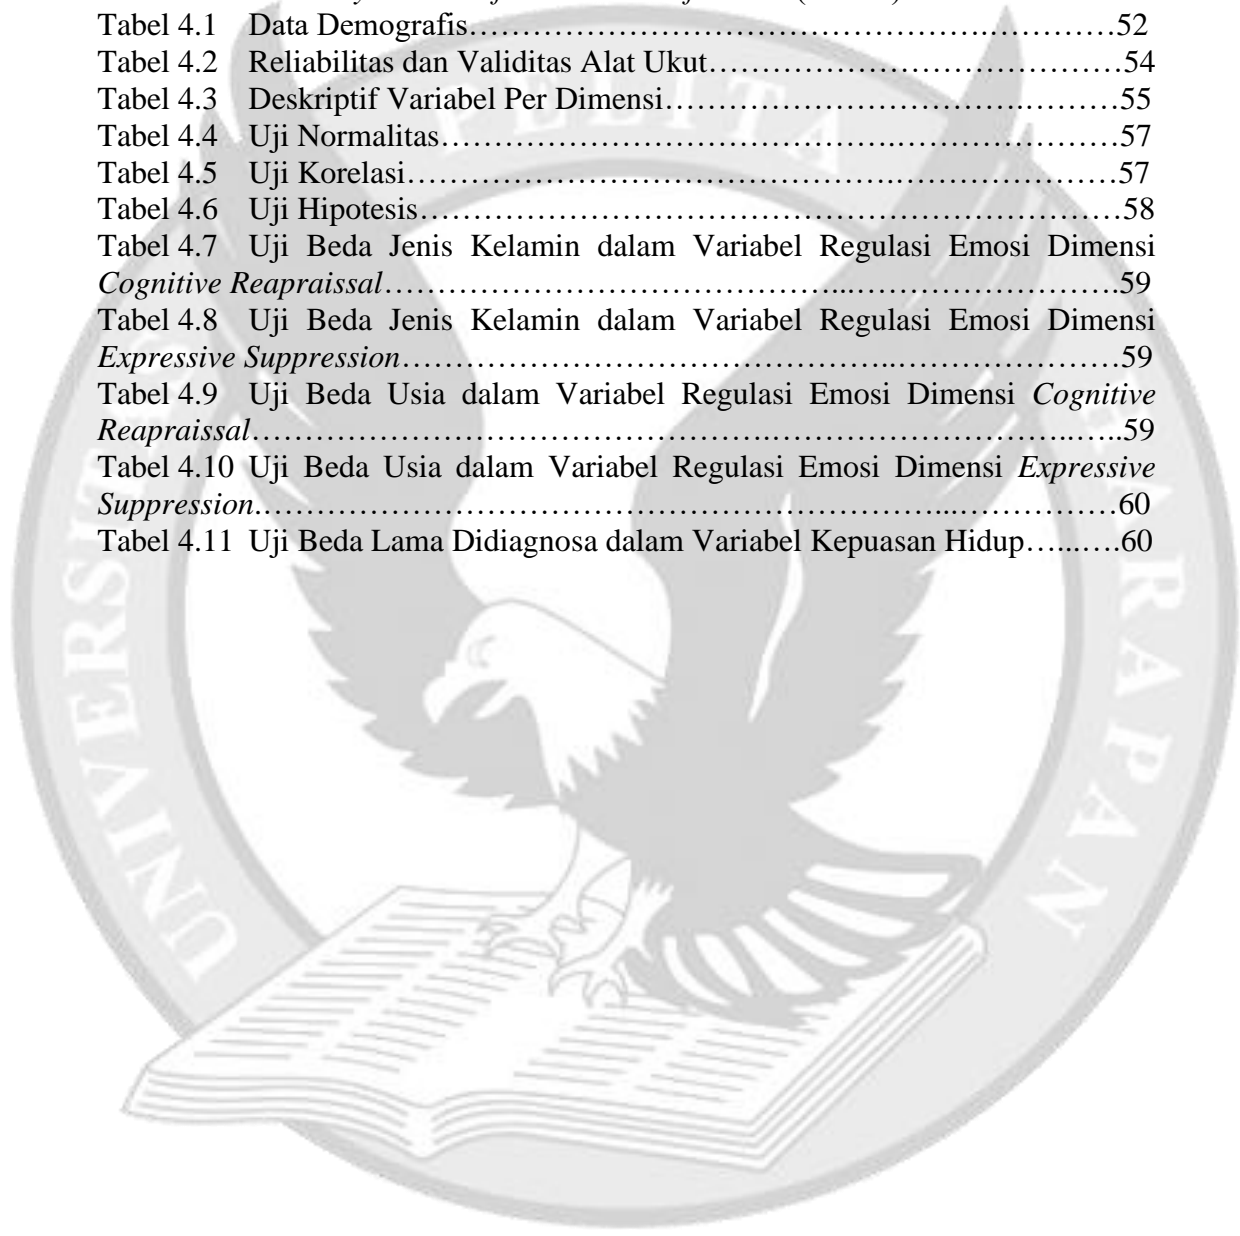 Tabel 4.1 Data Demografis……………………………………………….…………52
Tabel 4.2 Reliabilitas dan Validitas Alat Ukut…………………………………54
Tabel 4.3 Deskriptif Variabel Per Dimensi………………………………….………55
Tabel 4.4 Uji Normalitas……………………………………….……………………57
Tabel 4.5 Uji Korelasi…………………………………….…………………………57
Tabel 4.6 Uji Hipotesis……………………………………………………………58
Tabel 4.7 Uji Beda Jenis Kelamin dalam Variabel Regulasi Emosi Dimensi
Cognitive Reapraissal………………………………………...……………………59
Tabel 4.8 Uji Beda Jenis Kelamin dalam Variabel Regulasi Emosi Dimensi
Expressive Suppression…………………………………………..…………………59
Tabel 4.9 Uji Beda Usia dalam Variabel Regulasi Emosi Dimensi Cognitive
Reapraissal…………………………………………….………………………..…..59
Tabel 4.10 Uji Beda Usia dalam Variabel Regulasi Emosi Dimensi Expressive
Suppression.…………………………………………………………...……………60
Tabel 4.11 Uji Beda Lama Didiagnosa dalam Variabel Kepuasan Hidup…...….60
UNIVERSITAS PELITA HARAPAN